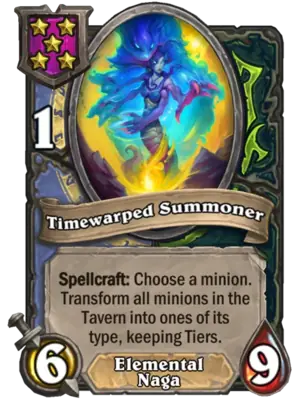 1
Timewarped Summoner
Spellcraft: Choose a minion.
Transform all minions in the
Tavern into ones of its
type, keeping Tiers.
6
Elemental
Naga
9